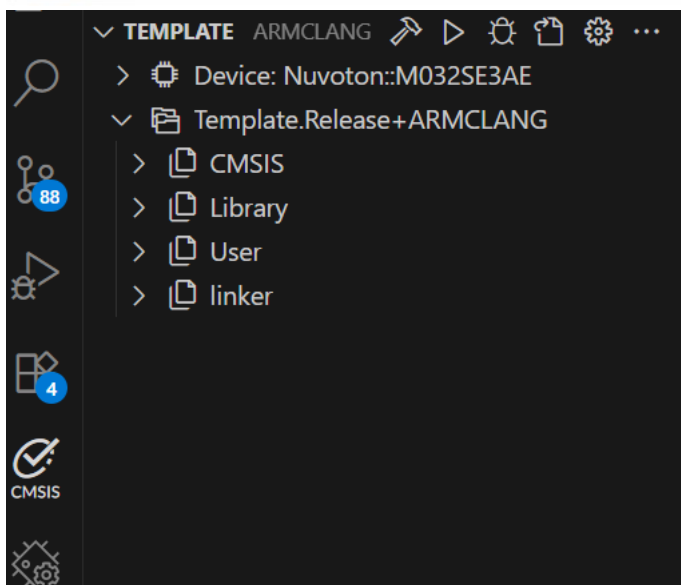 TEMPLATE ARMCLANG
Device: Nuvoton::M032SE3AE
Template.Release+ARMCLANG
CMSIS
Library
88
User
linker
4
CMSIS